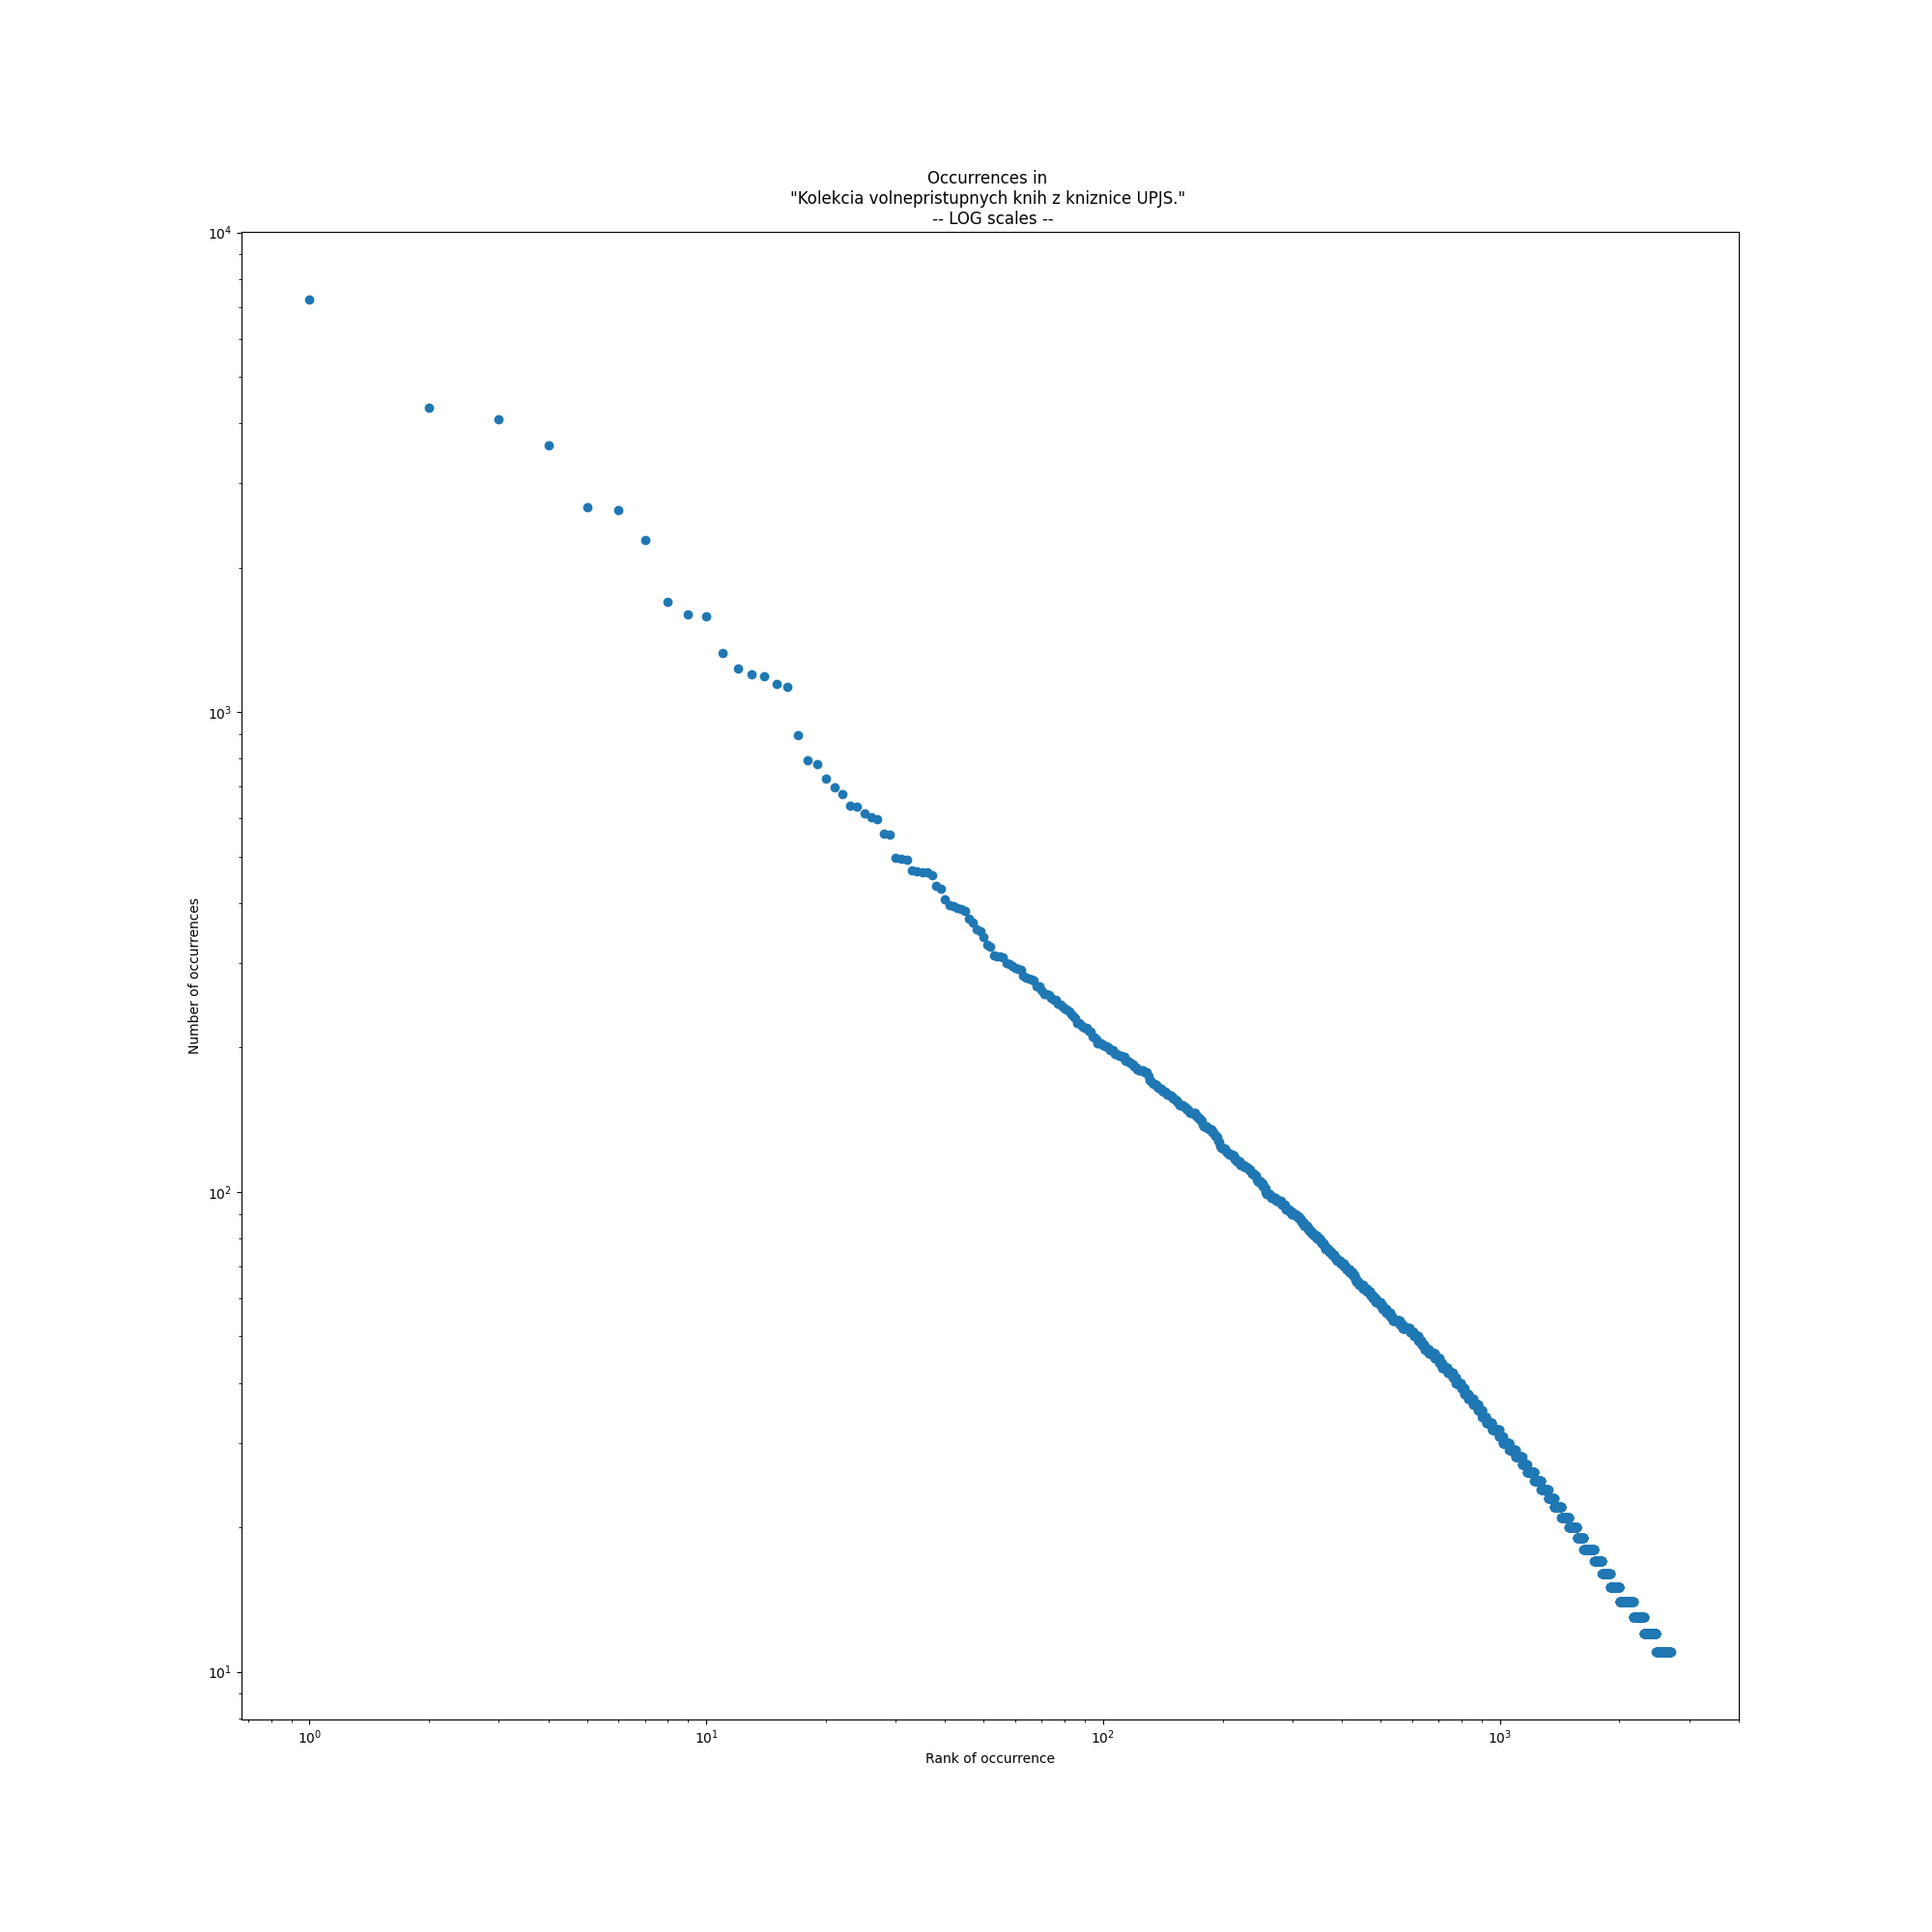 Occurrences in
"Kolekcia volnepristupnych knih z kniznice UPJS."
-- LOG scales --
10⁴
10³
Number of occurrences
10²
10¹
10⁰ 10¹ 10² 10³
Rank of occurrence